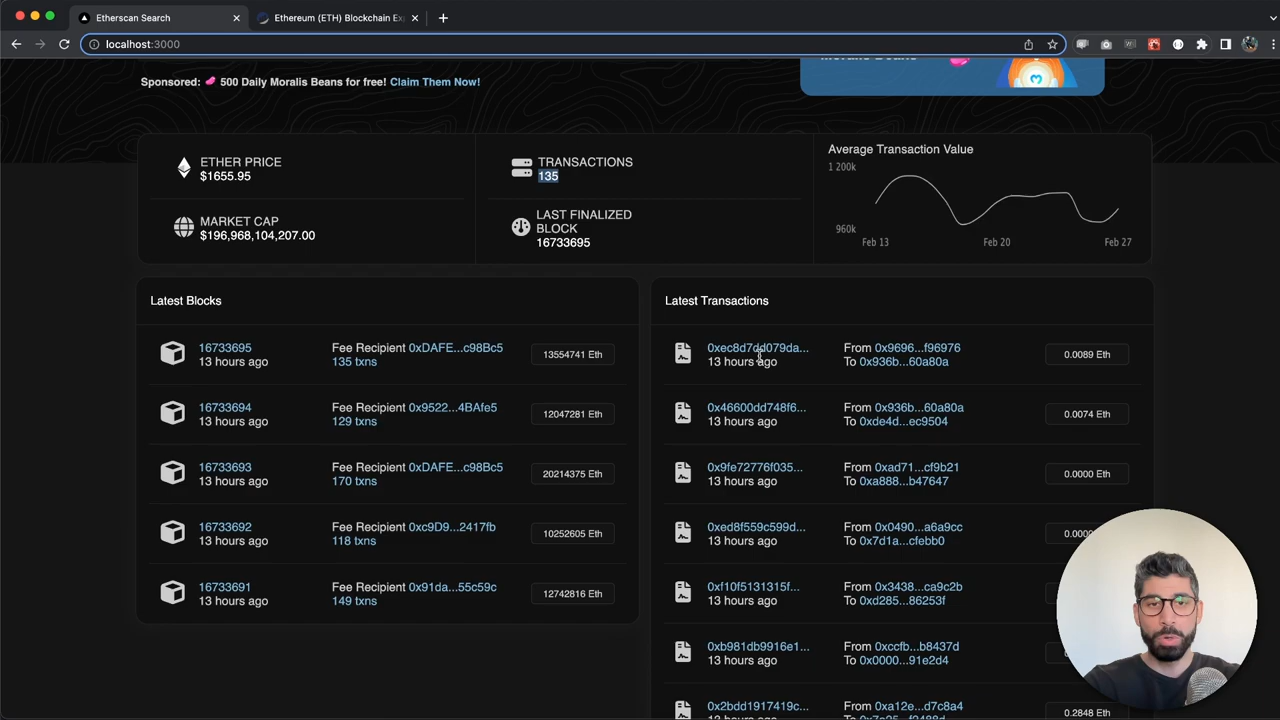 Etherscan Search
Ethereum (ETH) Blockchain Ex
localhost:3000
Sponsored: 500 Daily Moralis Beans for free! Claim Them Now!
ETHER PRICE
$1655.95
TRANSACTIONS
135
MARKET CAP
$196,968,104,207.00
LAST FINALIZED
BLOCK
16733695
Average Transaction Value
1 200k
960k
Feb 13
Feb 20
Feb 27
Latest Blocks
16733695
13 hours ago
Fee Recipient 0xDAFE...c98Bc5
135 txns
13554741 Eth
16733694
13 hours ago
Fee Recipient 0x9522...4BAfe5
129 txns
12047281 Eth
16733693
13 hours ago
Fee Recipient 0xDAFE...c98Bc5
170 txns
20214375 Eth
16733692
13 hours ago
Fee Recipient 0xc9D9...2417fb
118 txns
10252605 Eth
16733691
13 hours ago
Fee Recipient 0x91da...55c59c
149 txns
12742816 Eth
Latest Transactions
0xec8d7dd079da...
13 hours ago
From 0x9696...f96976
To 0x936b...60a80a
0.0089 Eth
0x46600dd748f6...
13 hours ago
From 0x936b...60a80a
To 0xde4d...ec9504
0.0074 Eth
0x9fe72776f035...
13 hours ago
From 0xad71...cf9b21
To 0xa888...b47647
0.0000 Eth
0xed8f559c599d...
13 hours ago
From 0x0490...a6a9cc
To 0x7d1a...cfebb0
0xf10f5131315f...
13 hours ago
From 0x3438...ca9c2b
To 0xd285...86253f
0xb981db9916e1...
13 hours ago
From 0xccfb...b8437d
To 0x0000...91e2d4
0x2bdd1917419c...
From 0xa12e...d7c8a4
0.2848 Eth